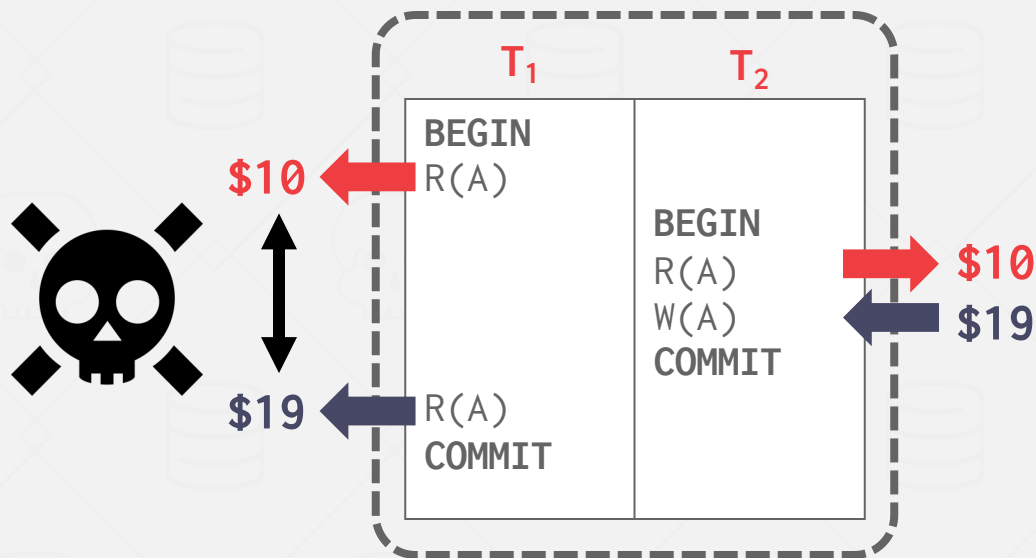 T₁ T₂
BEGIN
$10 R(A)
BEGIN
R(A) $10
W(A) $19
COMMIT
$19 R(A)
COMMIT